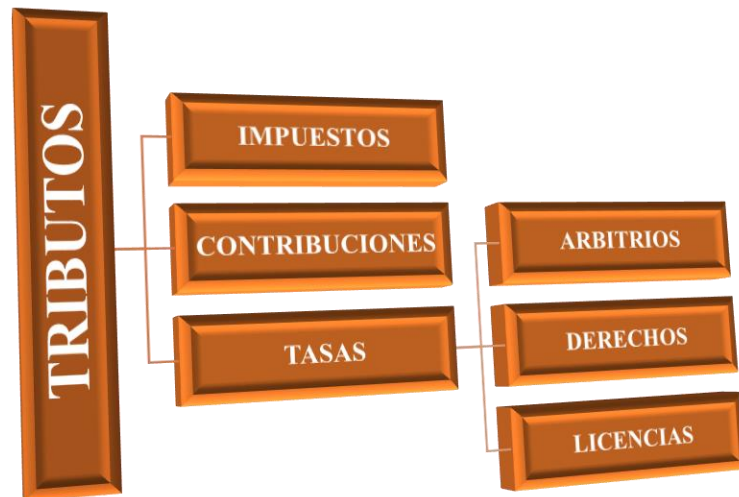 TRIBUTOS
IMPUESTOS
CONTRIBUCIONES
TASAS
ARBITRIOS
DERECHOS
LICENCIAS